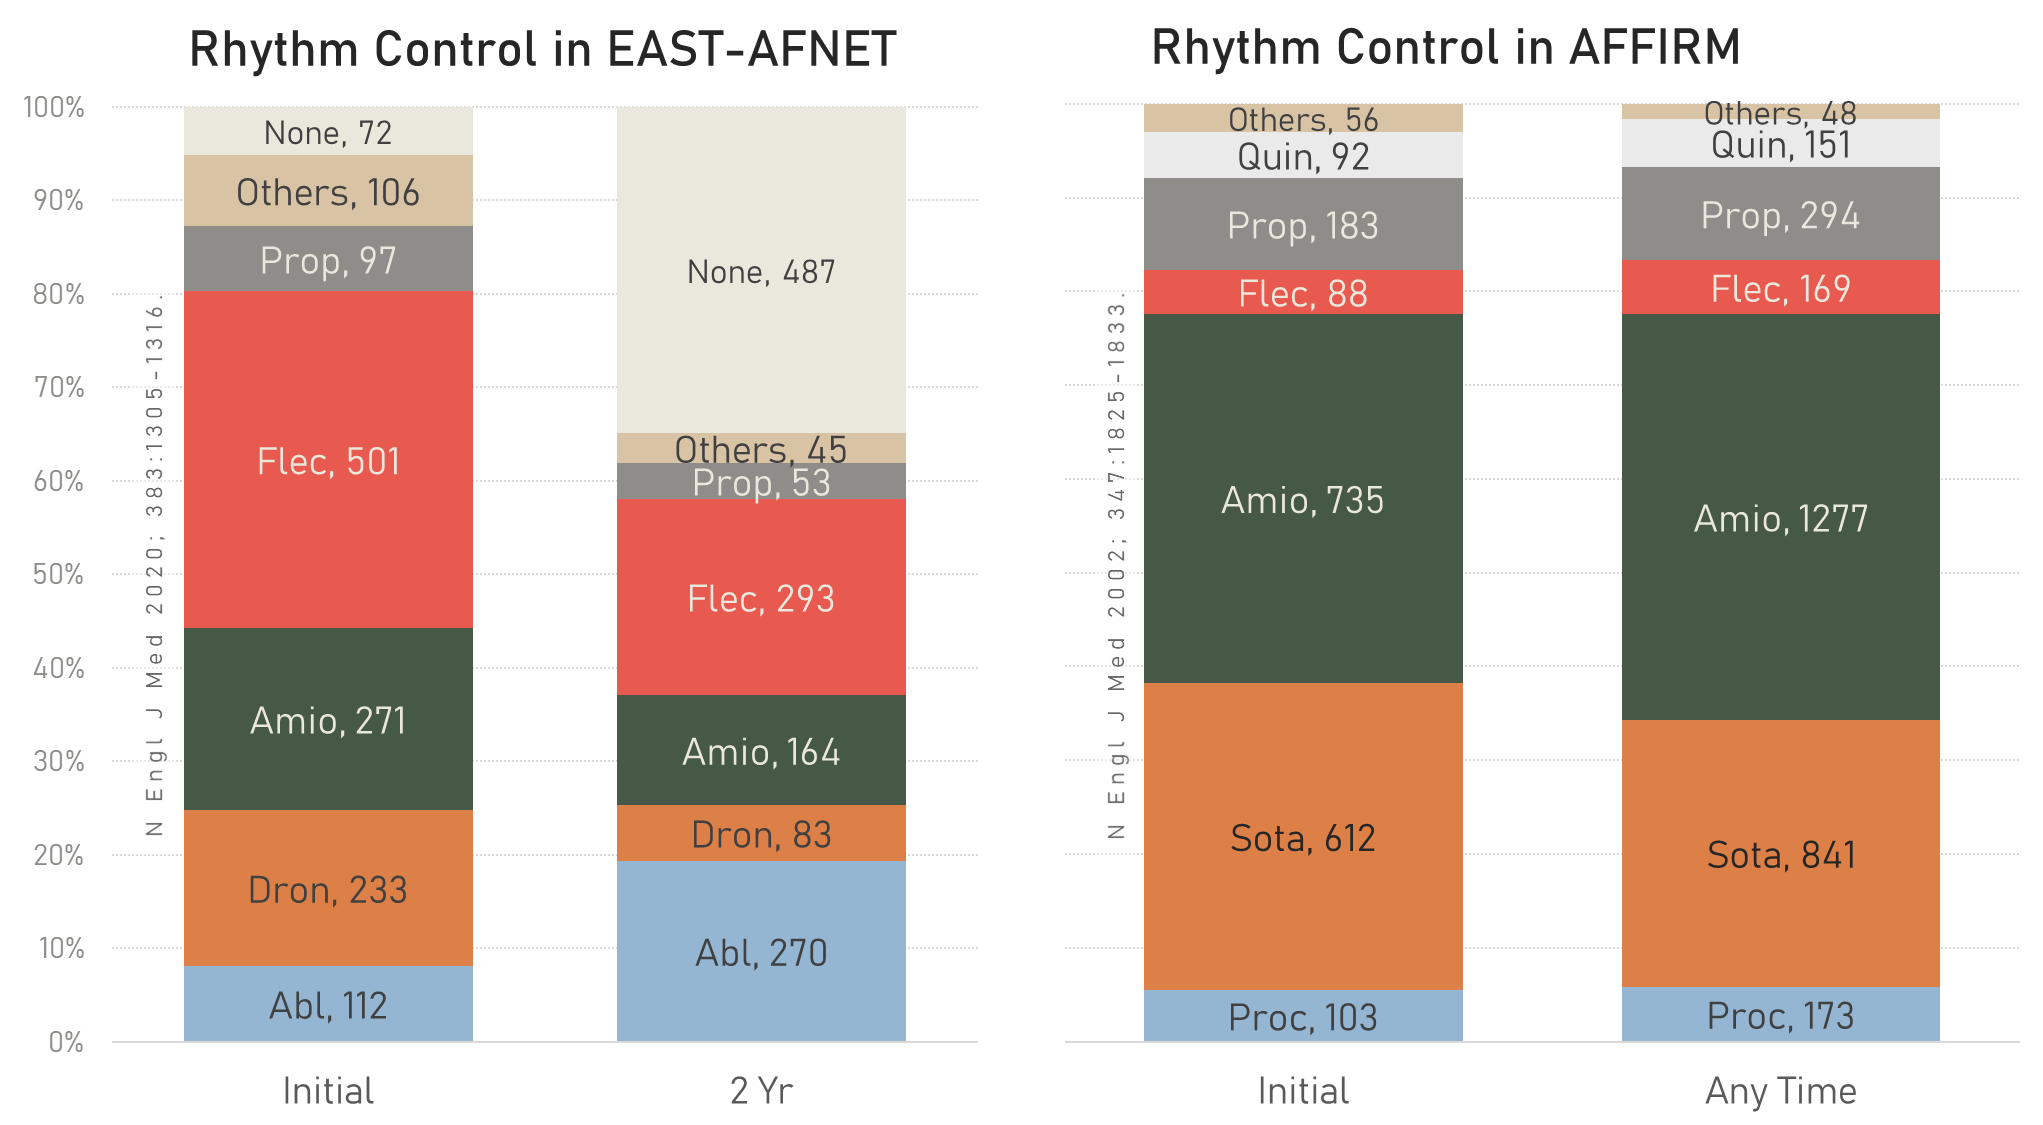 Rhythm Control in EAST-AFNET
100%
90%
80%
70%
60%
50%
40%
30%
20%
10%
0%
N Engl J Med 2020; 383:1305-1316.
None, 72
Others, 106
Prop, 97
Flec, 501
Amio, 271
Dron, 233
Abl, 112
Initial
None, 487
Others, 45
Prop, 53
Flec, 293
Amio, 164
Dron, 83
Abl, 270
2 Yr
Rhythm Control in AFFIRM
N Engl J Med 2002; 347:1825-1833.
Others, 56
Quin, 92
Prop, 183
Flec, 88
Amio, 735
Sota, 612
Proc, 103
Initial
Others, 48
Quin, 151
Prop, 294
Flec, 169
Amio, 1277
Sota, 841
Proc, 173
Any Time